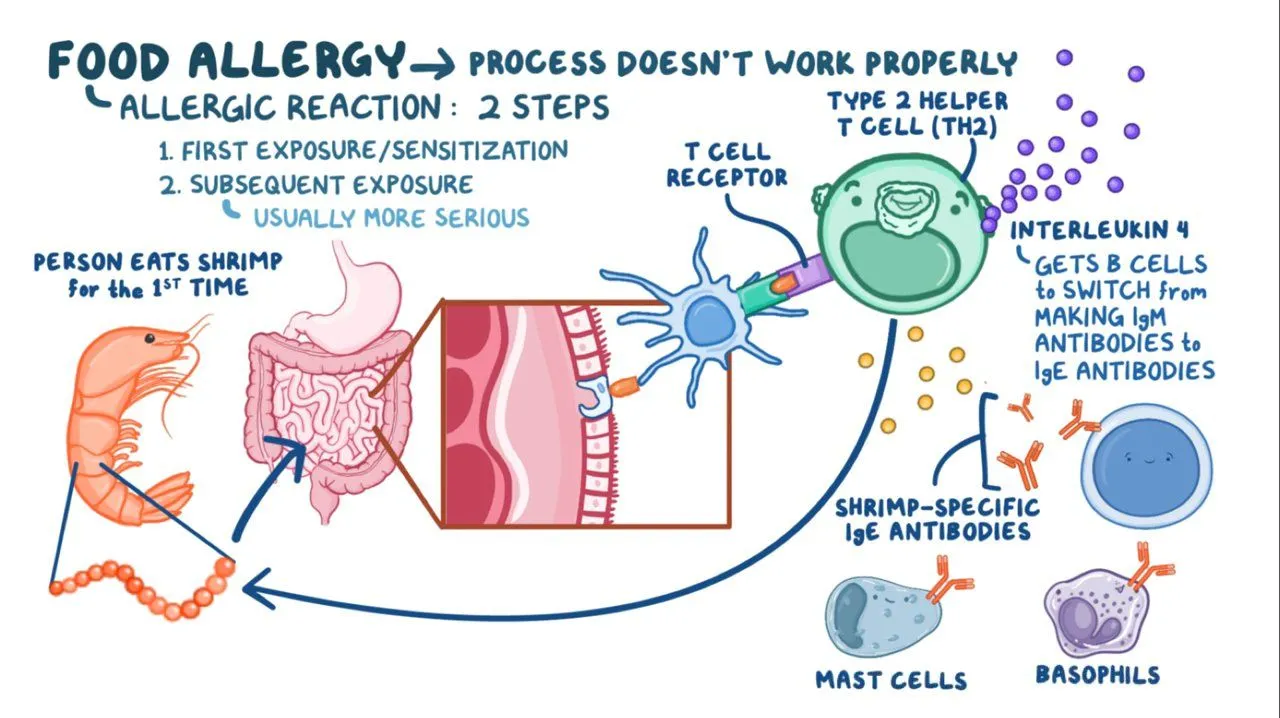 FOOD ALLERGY → PROCESS DOESN'T WORK PROPERLY
ALLERGIC REACTION: 2 STEPS
1. FIRST EXPOSURE/SENSITIZATION
2. SUBSEQUENT EXPOSURE
USUALLY MORE SERIOUS
PERSON EATS SHRIMP
for the 1ST TIME
T CELL
RECEPTOR
TYPE 2 HELPER
T CELL (TH2)
INTERLEUKIN 4
GETS B CELLS
to SWITCH from
MAKING IgM
ANTIBODIES to
IgE ANTIBODIES
SHRIMP-SPECIFIC
IgE ANTIBODIES
MAST CELLS
BASOPHILS